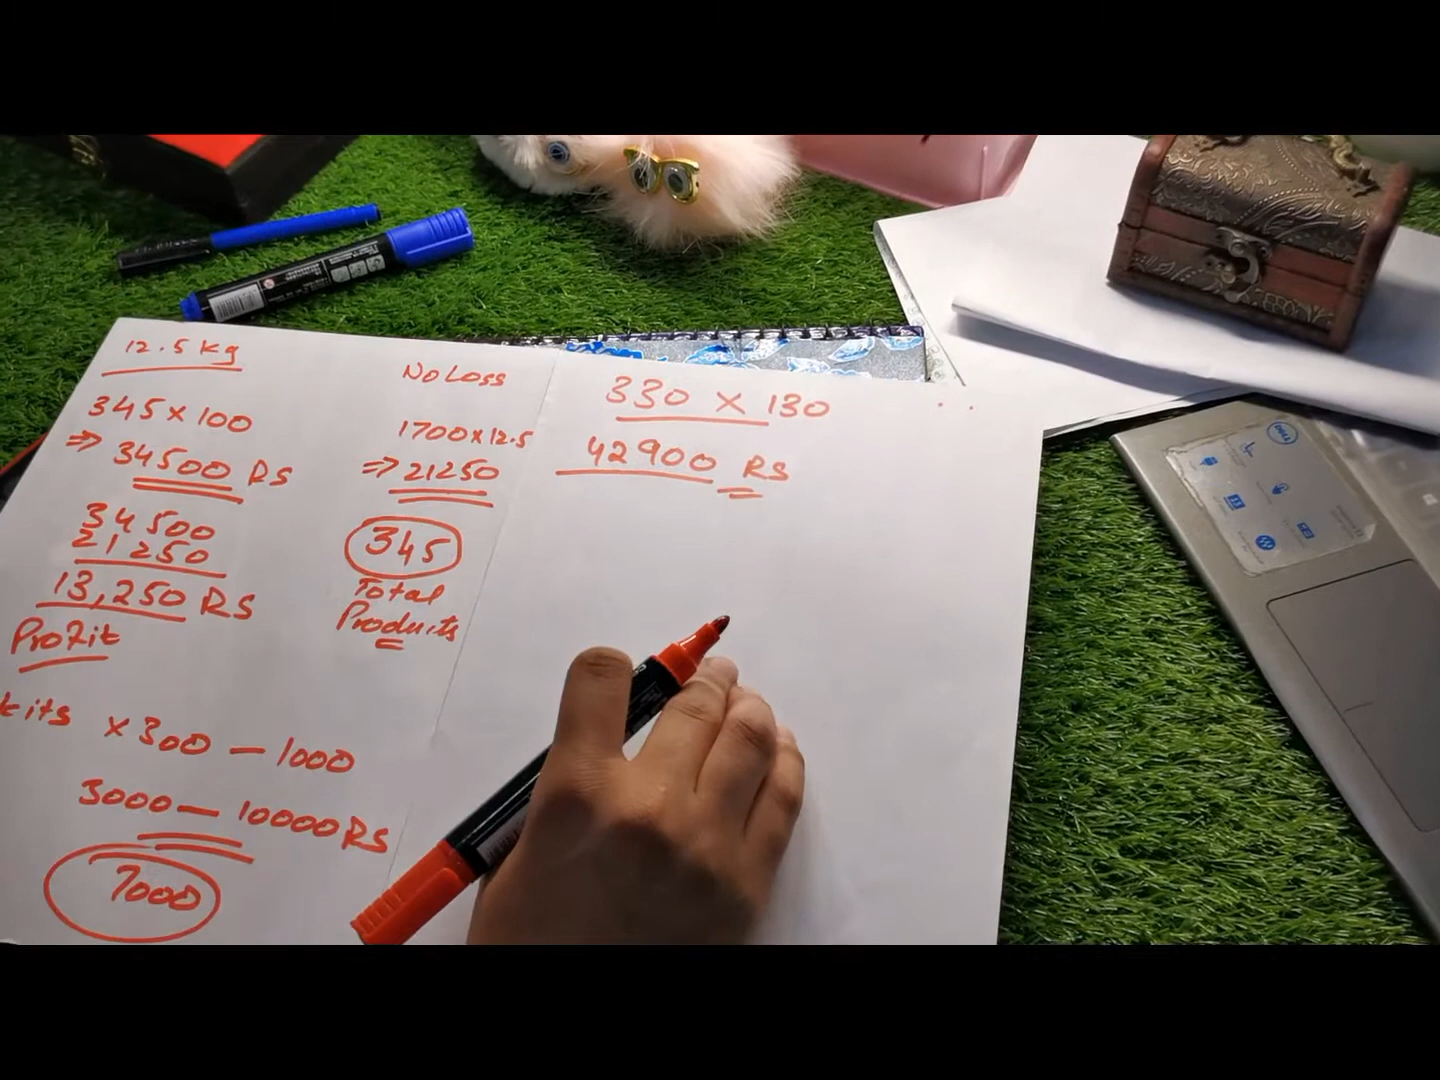 12.5 Kg
345 x 100
=> 34500 RS
34500
21250
13,250 RS
Profit
kits x 300 - 1000
3000 - 10000 RS
7000
No Loss
1700 x 12.5
=> 21250
345
Total
Products
330 X 130
42900 RS
DELL